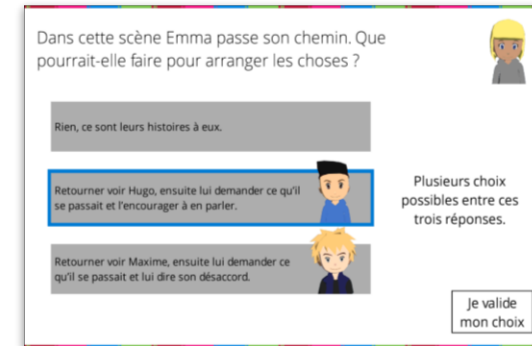 Dans cette scène Emma passe son chemin. Que
pourrait-elle faire pour arranger les choses ?
Rien, ce sont leurs histoires à eux.
Retourner voir Hugo, ensuite lui demander ce qu'il
se passait et l'encourager à en parler.
Plusieurs choix
possibles entre ces
trois réponses.
Retourner voir Maxime, ensuite lui demander ce
qu'il se passait et lui dire son désaccord.
Je valide
mon choix